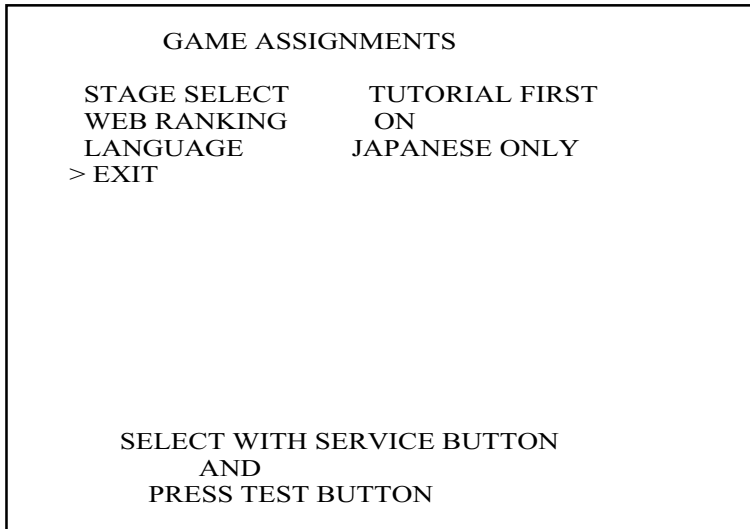 GAME ASSIGNMENTS
STAGE SELECT TUTORIAL FIRST
WEB RANKING ON
LANGUAGE JAPANESE ONLY
> EXIT
SELECT WITH SERVICE BUTTON
AND
PRESS TEST BUTTON